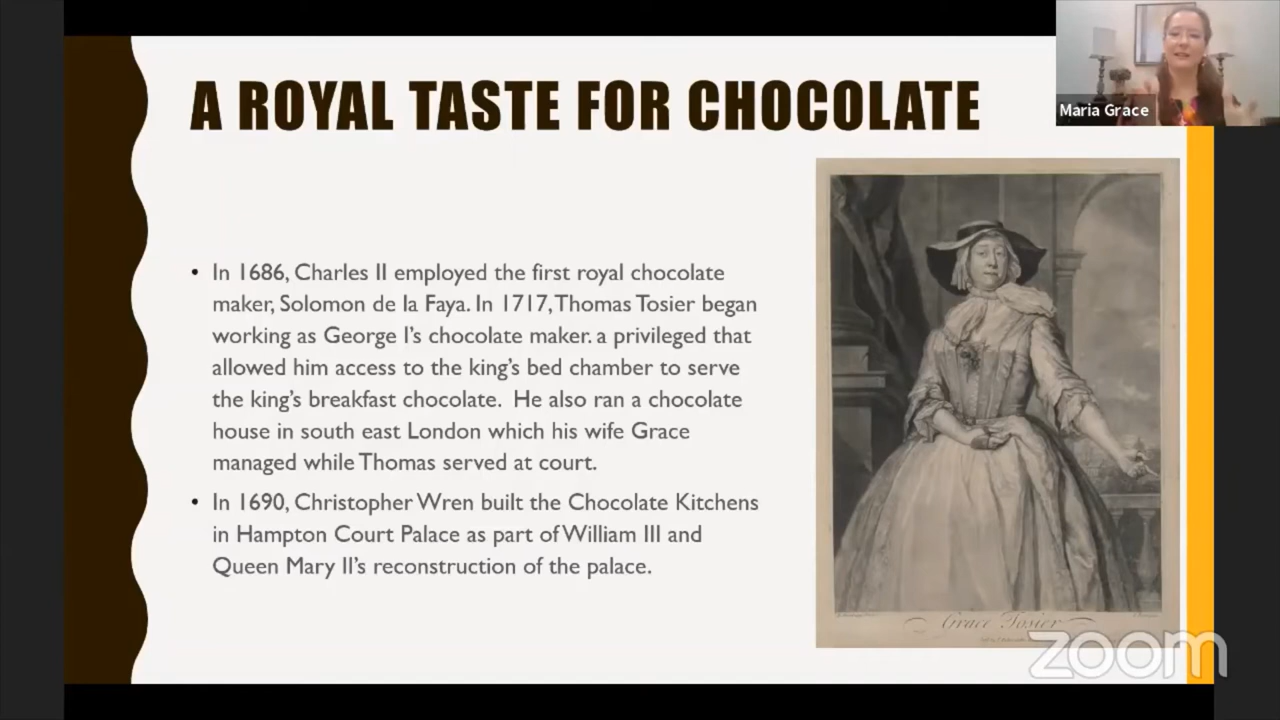 A ROYAL TASTE FOR CHOCOLATE
Maria Grace
• In 1686, Charles II employed the first royal chocolate
maker, Solomon de la Faya. In 1717, Thomas Tosier began
working as George I's chocolate maker. a privileged that
allowed him access to the king's bed chamber to serve
the king's breakfast chocolate. He also ran a chocolate
house in south east London which his wife Grace
managed while Thomas served at court.
• In 1690, Christopher Wren built the Chocolate Kitchens
in Hampton Court Palace as part of William III and
Queen Mary II's reconstruction of the palace.
Grace Tosier
zoom